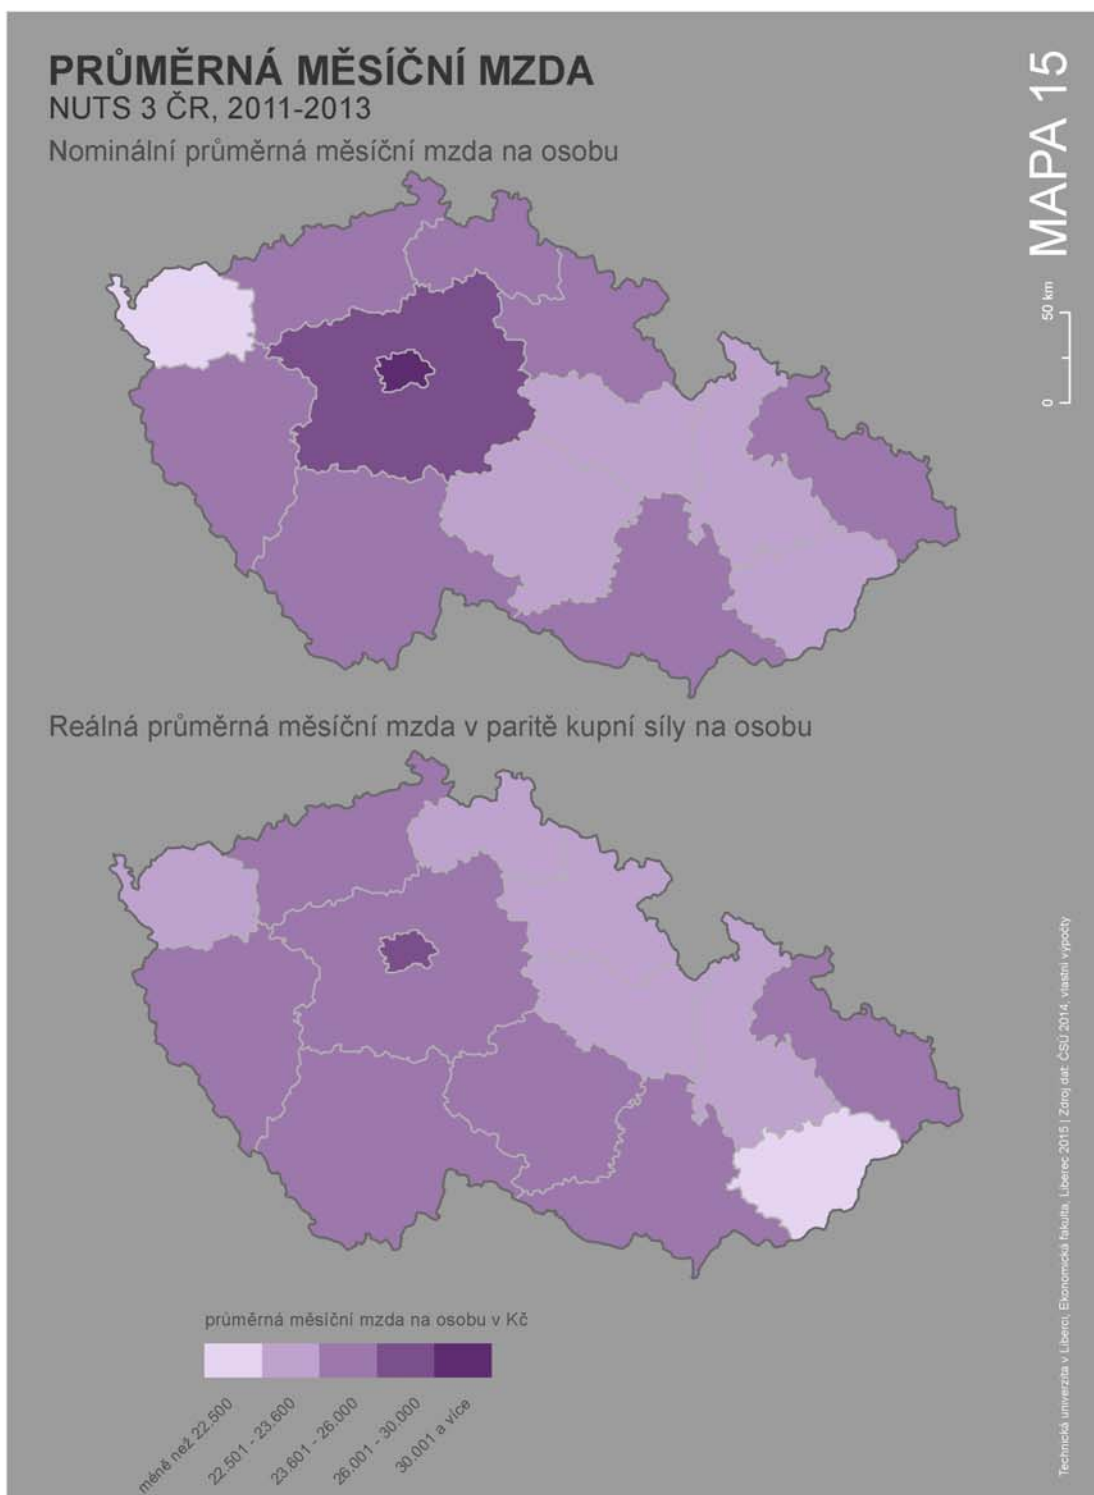 PRŮMĚRNÁ MĚSÍČNÍ MZDA
NUTS 3 ČR, 2011-2013
Nominální průměrná měsíční mzda na osobu
MAPA 15
0
50 km
Reálná průměrná měsíční mzda v paritě kupní síly na osobu
průměrná měsíční mzda na osobu v Kč
méně než 22.500
22.501 - 23.600
23.601 - 26.000
26.001 - 30.000
30.001 a více
Technická univerzita v Liberci, Ekonomická fakulta, Liberec 2015 | Zdroj dat: ČSÚ 2014, vlastní výpočty